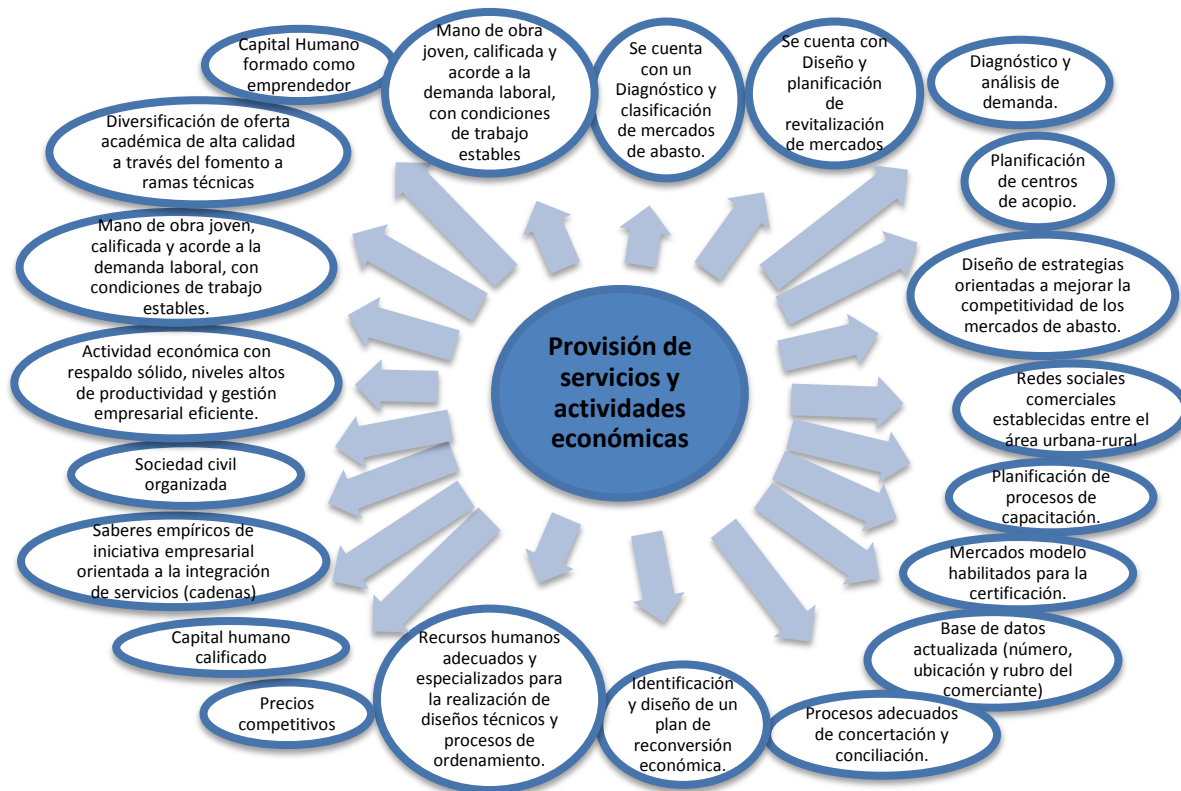 Capital Humano
formado como
emprendedor
Mano de obra
joven, calificada y
acorde a la
demanda laboral,
con condiciones
de trabajo
estables
Se cuenta
con un
Diagnóstico y
clasificación
de mercados
de abasto.
Se cuenta con
Diseño y
planificación
de
revitalización
de mercados
Diagnóstico y
análisis de
demanda.
Planificación
de centros
de acopio.
Diseño de estrategias
orientadas a mejorar la
competitividad de los
mercados de abasto.
Redes sociales
comerciales
establecidas entre el
área urbana-rural
Planificación de
procesos de
capacitación.
Mercados modelo
habilitados para la
certificación.
Base de datos
actualizada (número,
ubicación y rubro del
comerciante)
Procesos adecuados
de concertación y
conciliación.
Identificación
y diseño de un
plan de
reconversión
económica.
Recursos humanos
adecuados y
especializados para
la realización de
diseños técnicos y
procesos de
ordenamiento.
Precios
competitivos
Capital humano
calificado
Saberes empíricos de
iniciativa empresarial
orientada a la integración
de servicios (cadenas)
Sociedad civil
organizada
Actividad económica con
respaldo sólido, niveles altos
de productividad y gestión
empresarial eficiente.
Mano de obra joven,
calificada y acorde a la
demanda laboral, con
condiciones de trabajo
estables.
Diversificación de oferta
académica de alta calidad
a través del fomento a
ramas técnicas
Provisión de
servicios y
actividades
económicas